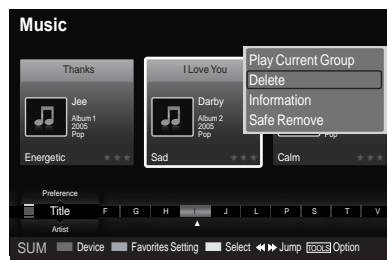 Music
Thanks
I Love You
Play Current Group
Delete
Information
Safe Remove
Jee
Album 1
2005
Pop
Darby
Album 2
2005
Pop
Pop
Energetic ★★★
Sad ★★★
Calm ★★★
Preference
Title F G H I J L P S T V
Artist
SUM Device Favorites Setting Select ◀◀ ▶▶ Jump TOOLS Option